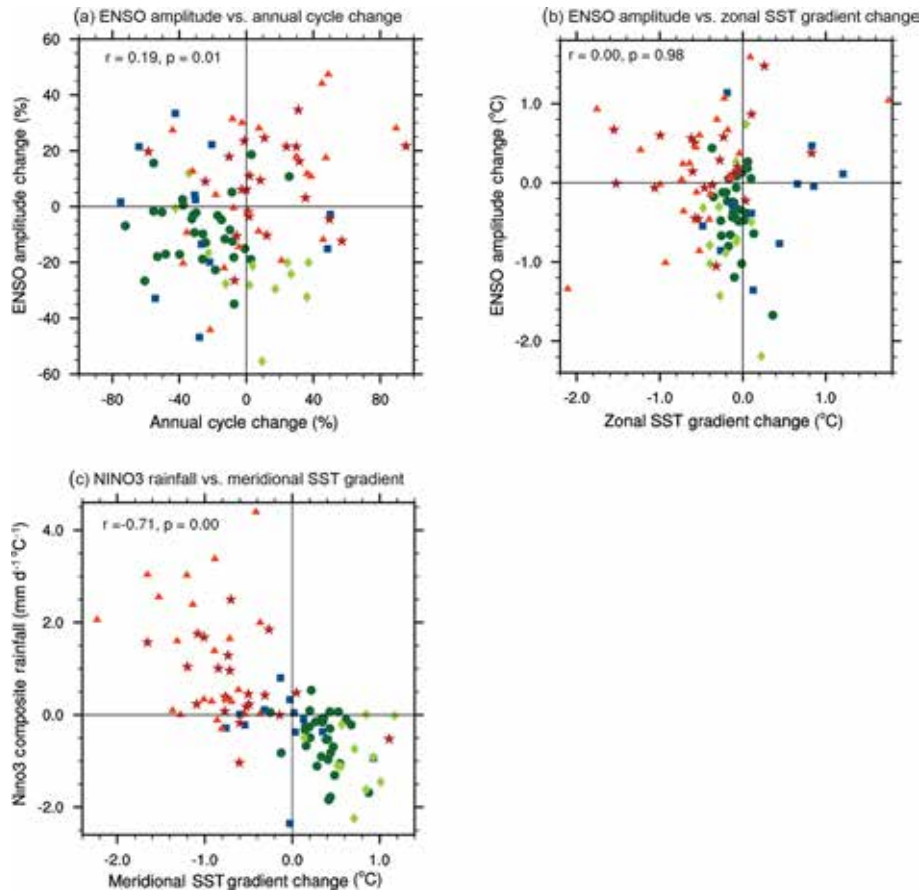 (a) ENSO amplitude vs. annual cycle change
r = 0.19, p = 0.01
ENSO amplitude change (%)
60
40
20
0
-20
-40
-60
-80 -40 0 40 80
Annual cycle change (%)
(b) ENSO amplitude vs. zonal SST gradient change
r = 0.00, p = 0.98
ENSO amplitude change (°C)
1.0
0.0
-1.0
-2.0
-2.0 -1.0 0.0 1.0
Zonal SST gradient change (°C)
(c) NINO3 rainfall vs. meridional SST gradient
r =-0.71, p = 0.00
Nino3 composite rainfall (mm d⁻¹ °C⁻¹)
4.0
2.0
0.0
-2.0
-2.0 -1.0 0.0 1.0
Meridional SST gradient change (°C)